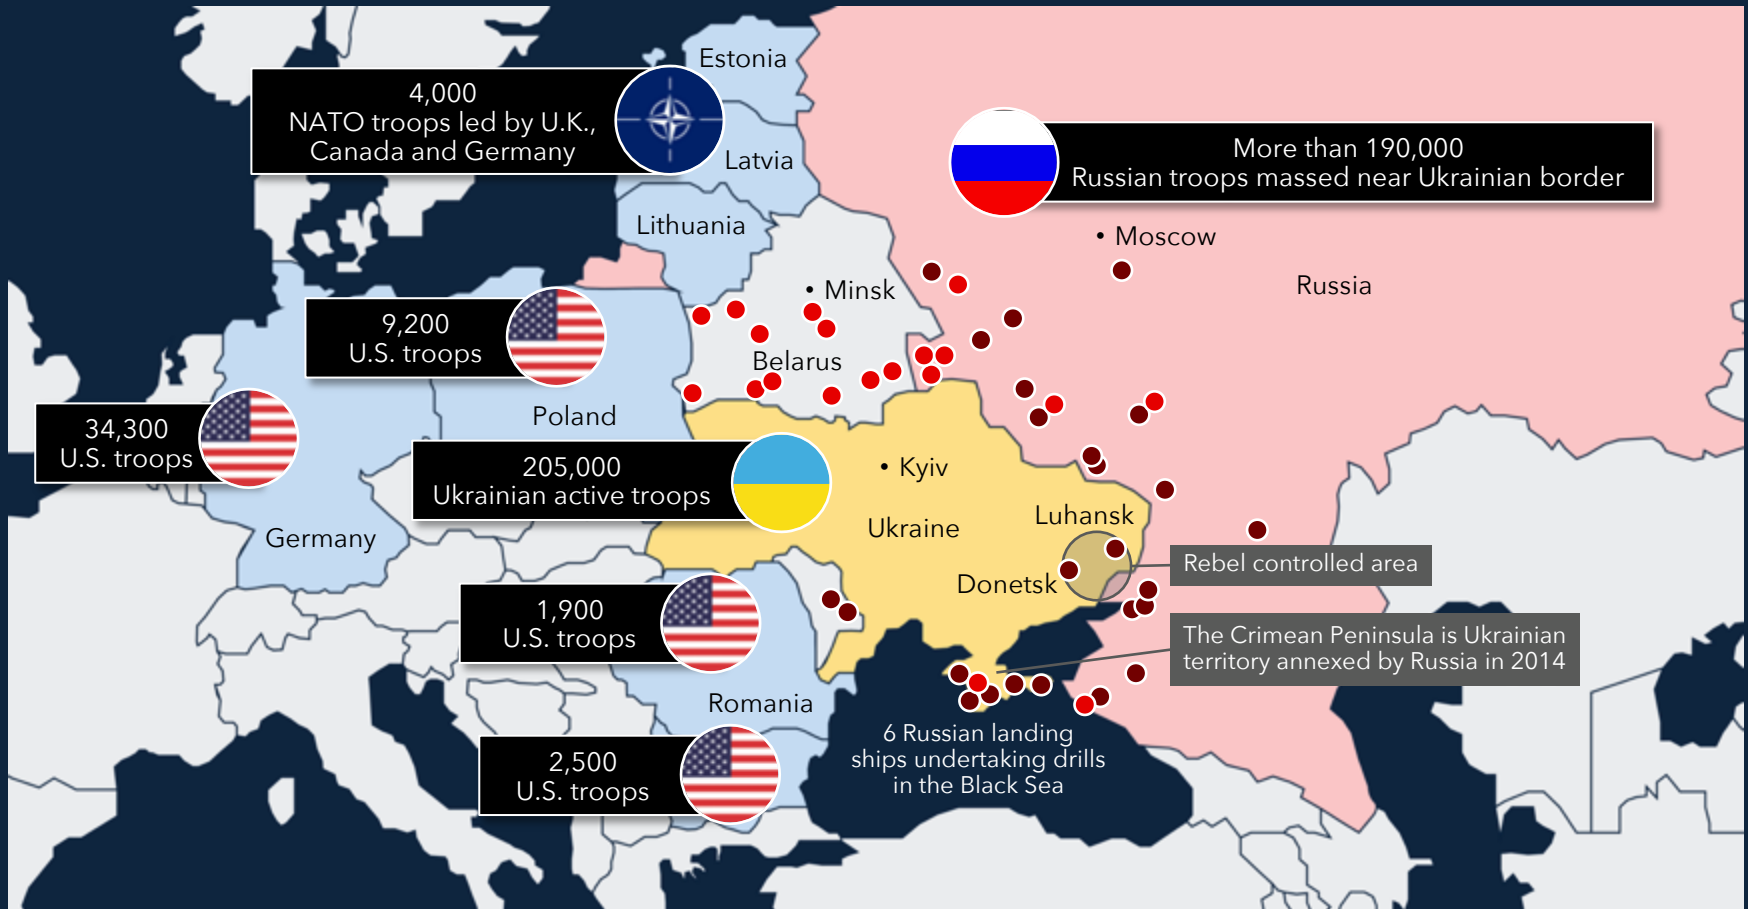 Estonia
4,000
NATO troops led by U.K.,
Canada and Germany
Latvia
More than 190,000
Russian troops massed near Ukrainian border
Lithuania
• Moscow
Russia
• Minsk
9,200
U.S. troops
Belarus
Poland
34,300
U.S. troops
205,000
Ukrainian active troops
• Kyiv
Ukraine
Luhansk
Germany
Rebel controlled area
Donetsk
1,900
U.S. troops
The Crimean Peninsula is Ukrainian
territory annexed by Russia in 2014
Romania
6 Russian landing
ships undertaking drills
in the Black Sea
2,500
U.S. troops